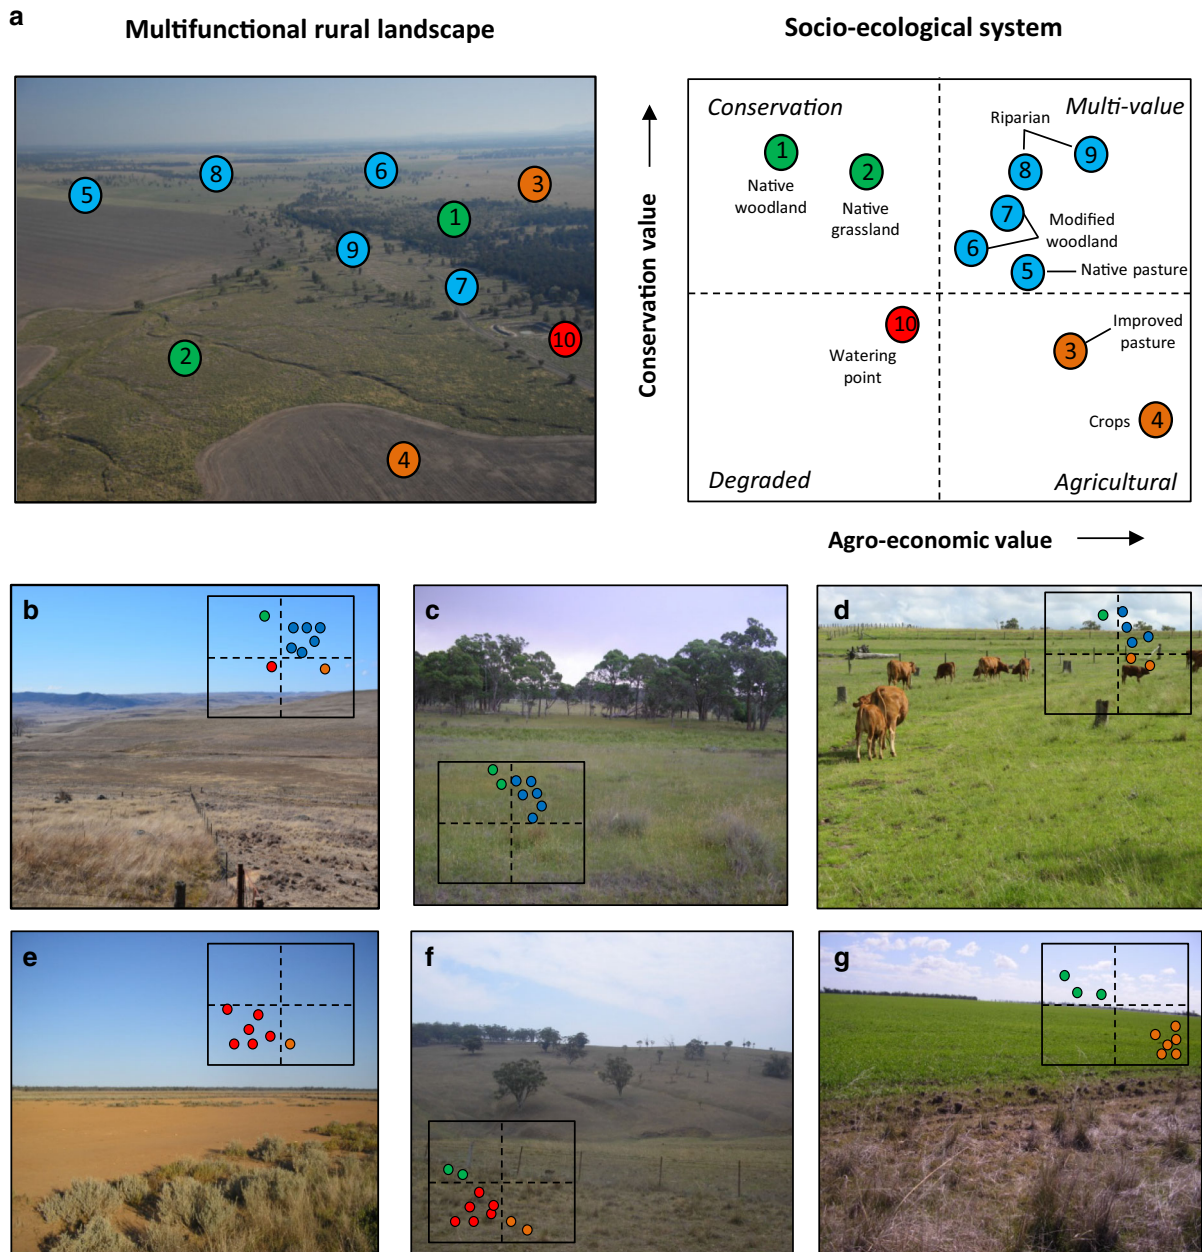 a
Multifunctional rural landscape
Socio-ecological system
5
8
6
3
1
9
7
10
2
4
Conservation value
Conservation
Multi-value
Riparian
1
2
8
9
Native
woodland
Native
grassland
7
6
Modified
woodland
5
Native pasture
10
Watering
point
Improved
pasture
3
Crops
4
Degraded
Agricultural
Agro-economic value
b
c
d
e
f
g